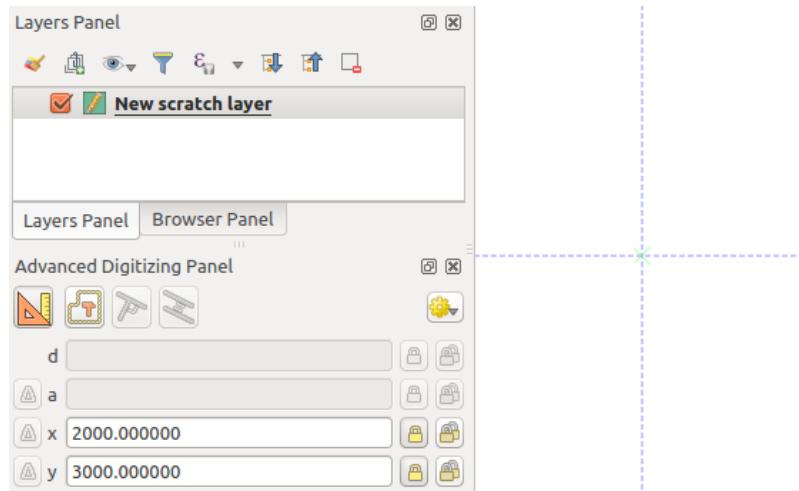 Layers Panel
New scratch layer
Layers Panel
Browser Panel
Advanced Digitizing Panel
d
a
x 2000.000000
y 3000.000000